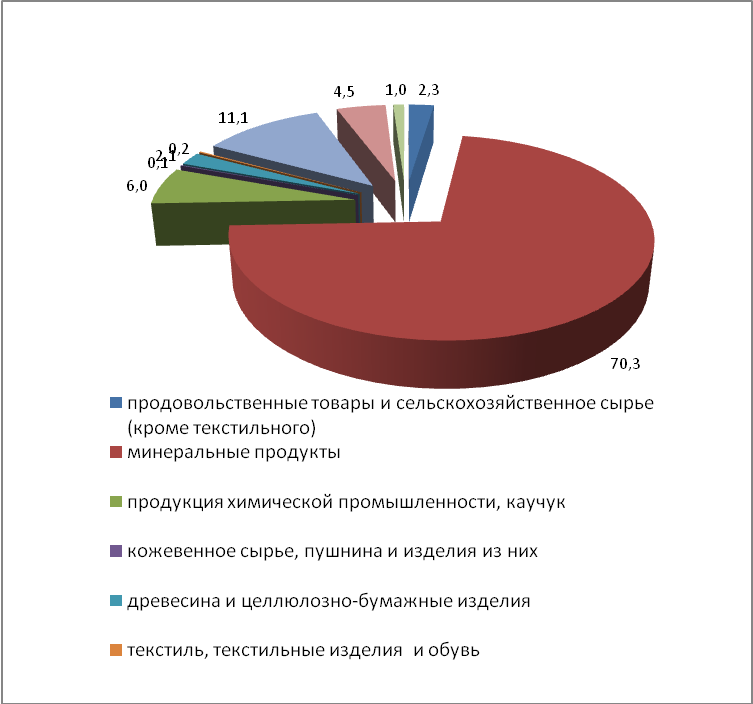 4,5
1,0
2,3
11,1
0,2
2,1
0,1
6,0
70,3
продовольственные товары и сельскохозяйственное сырье
(кроме текстильного)
минеральные продукты
продукция химической промышленности, каучук
кожевенное сырье, пушнина и изделия из них
древесина и целлюлозно-бумажные изделия
текстиль, текстильные изделия  и обувь